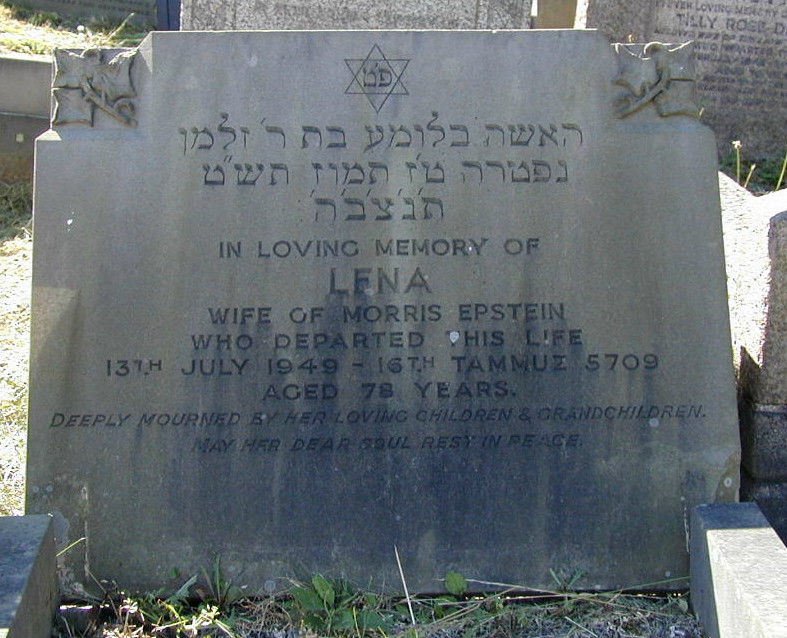 פ״ט
האשה בלומע בת ר׳ זלמן
נפטרה ט״ז תמוז תש״ט
ת׳נ׳צ׳ב׳ה׳
IN LOVING MEMORY OF
LENA
WIFE OF MORRIS EPSTEIN
WHO DEPARTED THIS LIFE
13TH JULY 1949 - 16TH TAMMUZ 5709
AGED 78 YEARS.
DEEPLY MOURNED BY HER LOVING CHILDREN & GRANDCHILDREN.
MAY HER DEAR SOUL REST IN PEACE.
LOVING MEMORY
TILLY ROSE